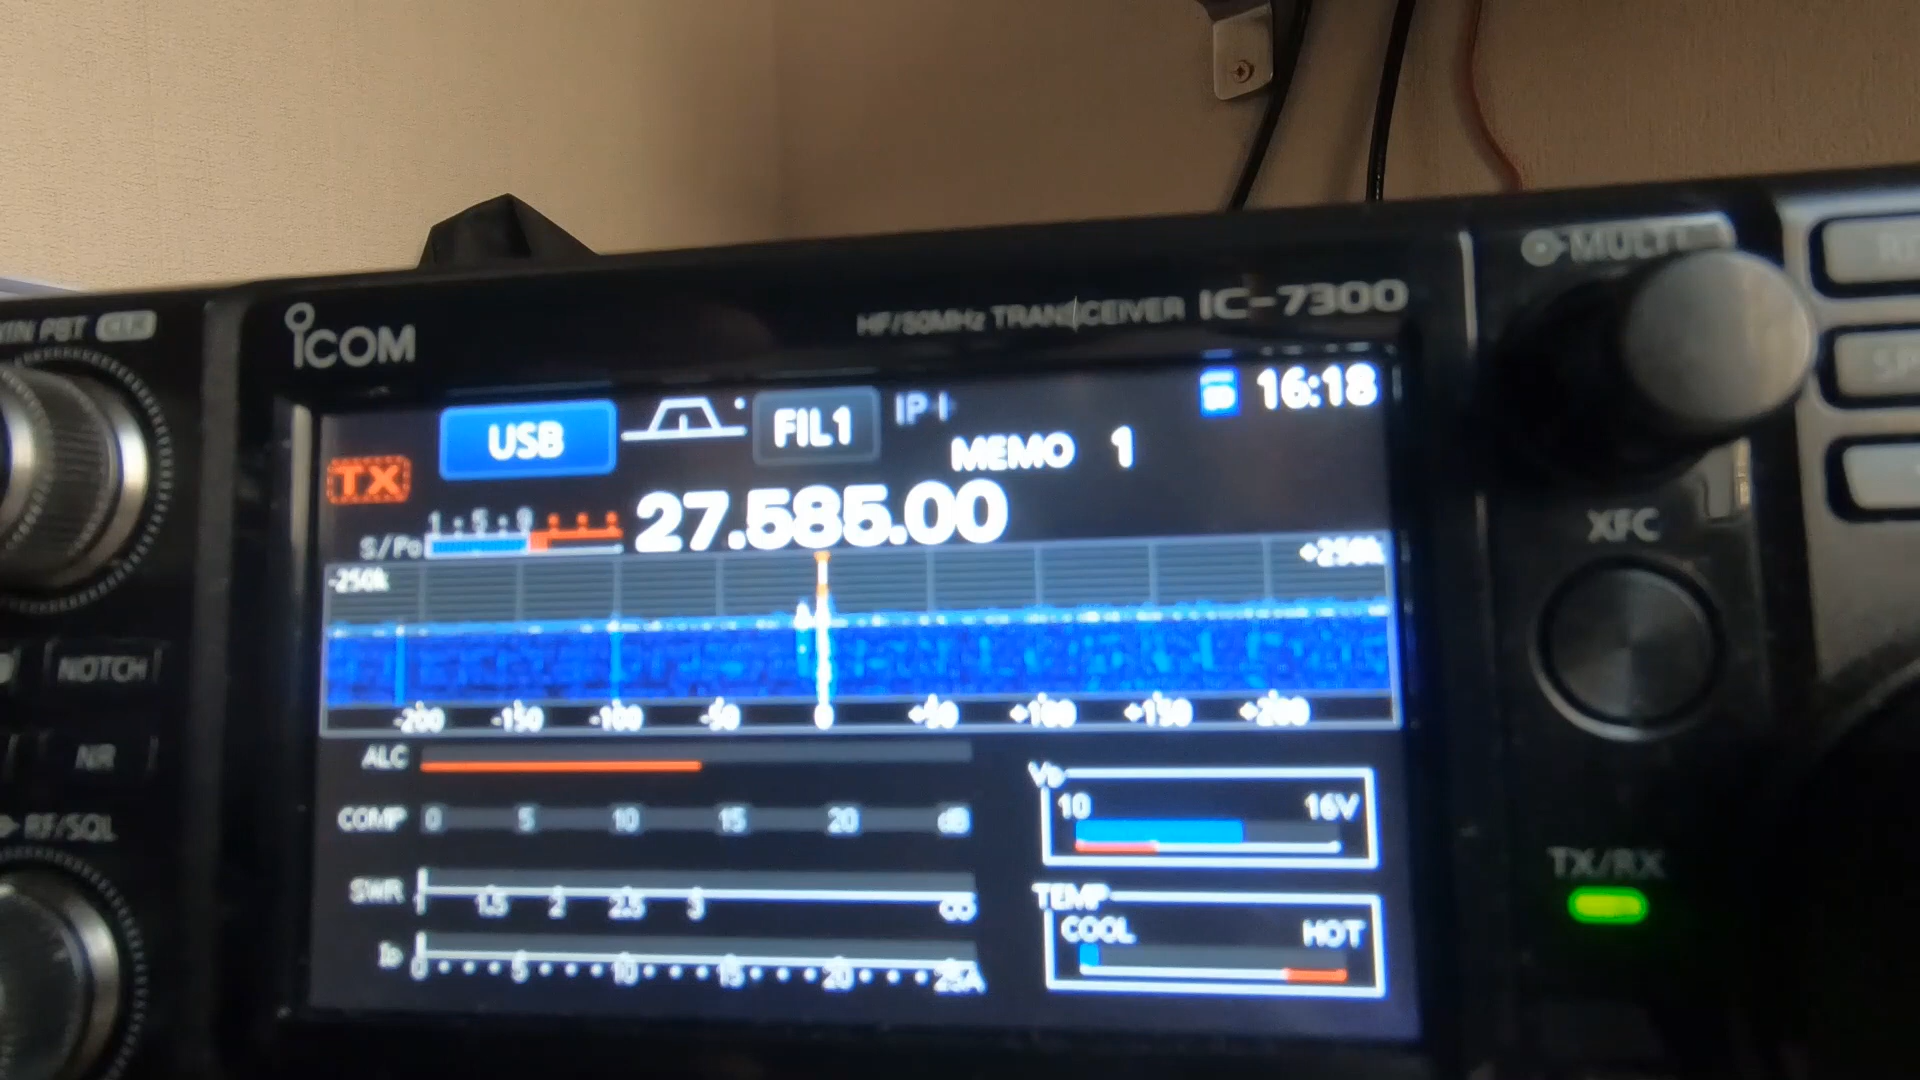 TWIN PBT CLR
ICOM
HF/50MHz TRANSCEIVER IC-7300
MULTI
USB
FIL1
IP+
16:18
TX
MEMO 1
1 5 9
S/Po
27.585.00
-250k
+250k
-200 -150 -100 -50 0 +50 +100 +150 +200
XFC
NOTCH
NR
RF/SQL
ALC
COMP 0 5 10 15 20 dB
SWR 1 1.5 2 2.5 3 ∞
ID 0 5 10 15 20 25A
VD
10 16V
TEMP
COOL HOT
TX/RX